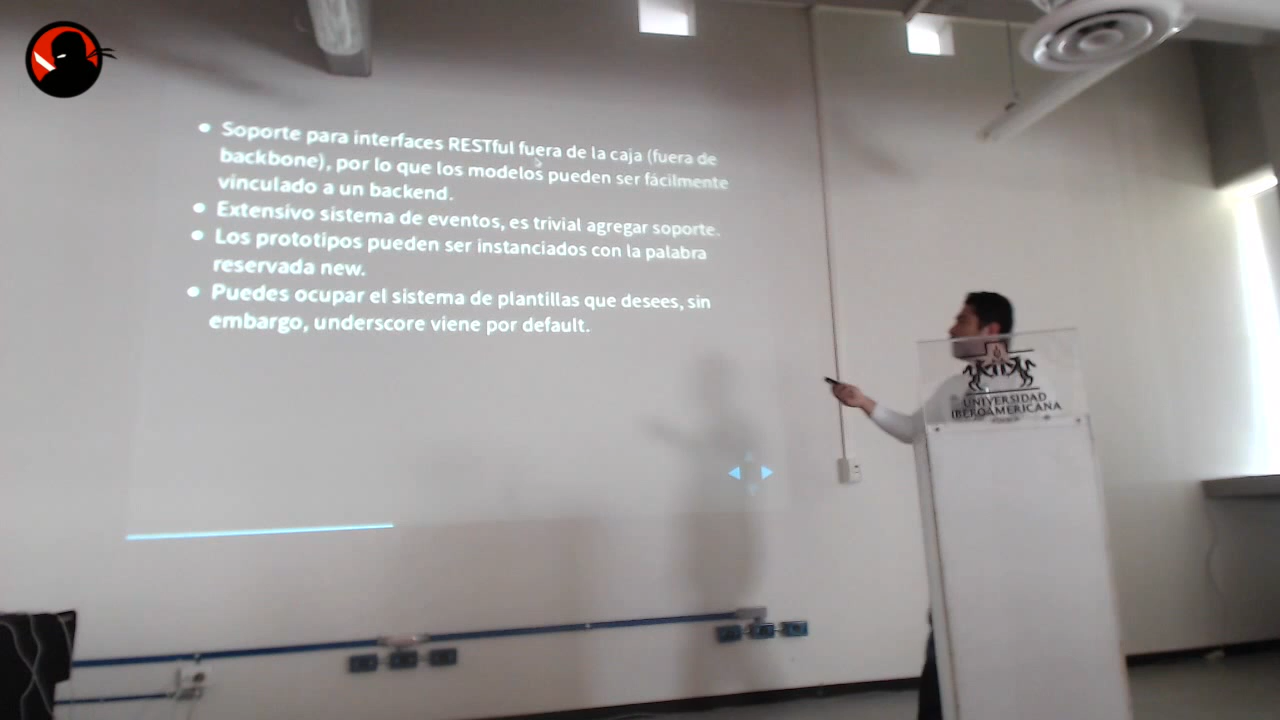 Soporte para interfaces RESTful fuera de la caja (fuera de
backbone), por lo que los modelos pueden ser fácilmente
vinculado a un backend.
Extensivo sistema de eventos, es trivial agregar soporte.
Los prototipos pueden ser instanciados con la palabra
reservada new.
Puedes ocupar el sistema de plantillas que desees, sin
embargo, underscore viene por default.
UNIVERSIDAD
IBEROAMERICANA